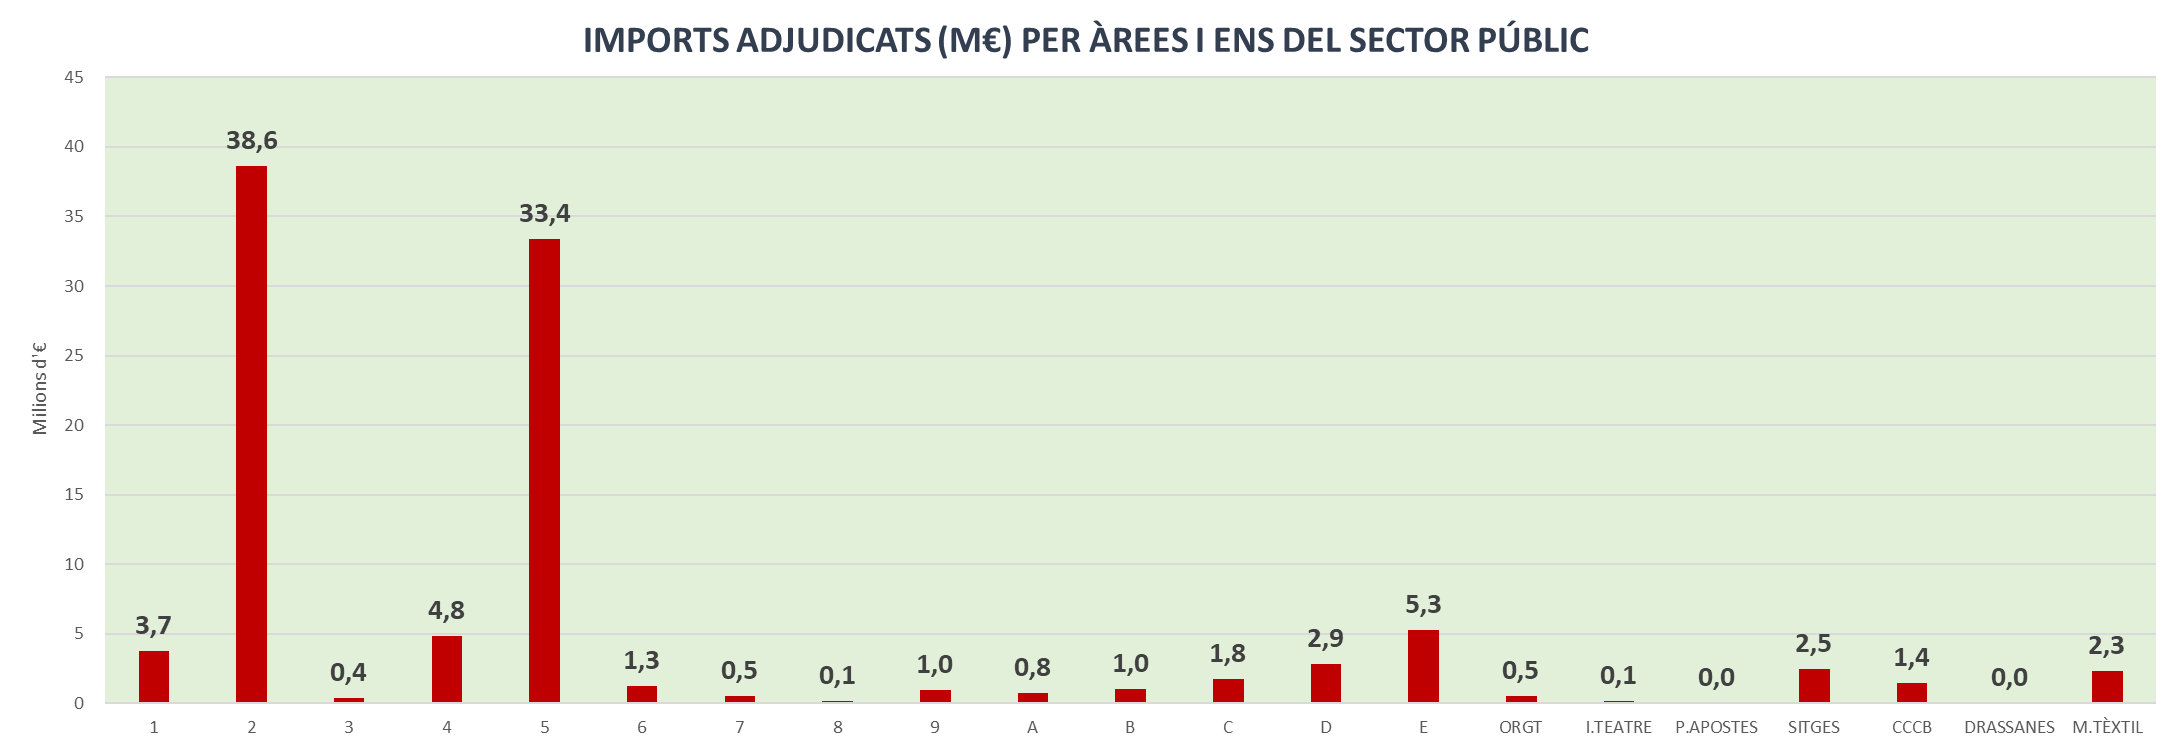 IMPORTS ADJUDICATS (M€) PER ÀREES I ENS DEL SECTOR PÚBLIC
Milions d'€
45
40
35
30
25
20
15
10
5
0
3,7
38,6
0,4
4,8
33,4
1,3
0,5
0,1
1,0
0,8
1,0
1,8
2,9
5,3
0,5
0,1
0,0
2,5
1,4
0,0
2,3
1
2
3
4
5
6
7
8
9
A
B
C
D
E
ORGT
I.TEATRE
P.APOSTES
SITGES
CCCB
DRASSANES
M.TÈXTIL